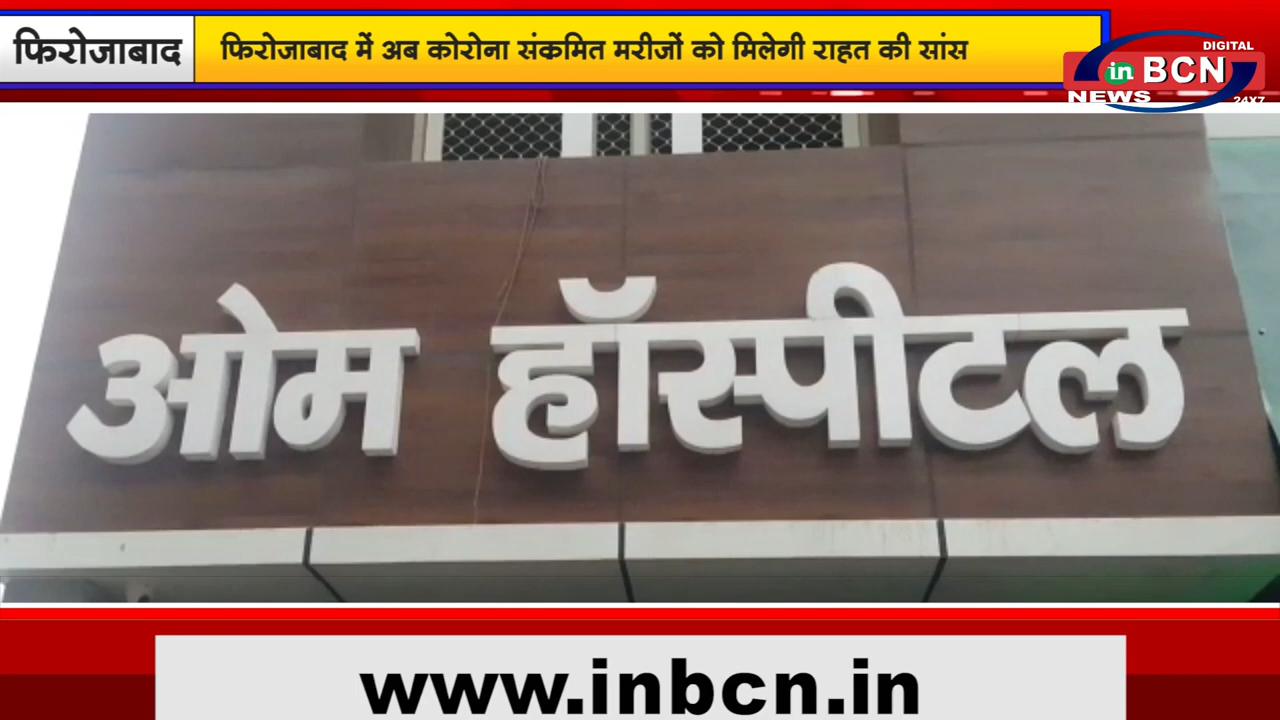 फिरोजाबाद
फिरोजाबाद में अब कोरोना संक्रमित मरीजों को मिलेगी राहत की सांस
DIGITAL
in BCN
NEWS 24X7
ओम हॉस्पीटल
www.inbcn.in